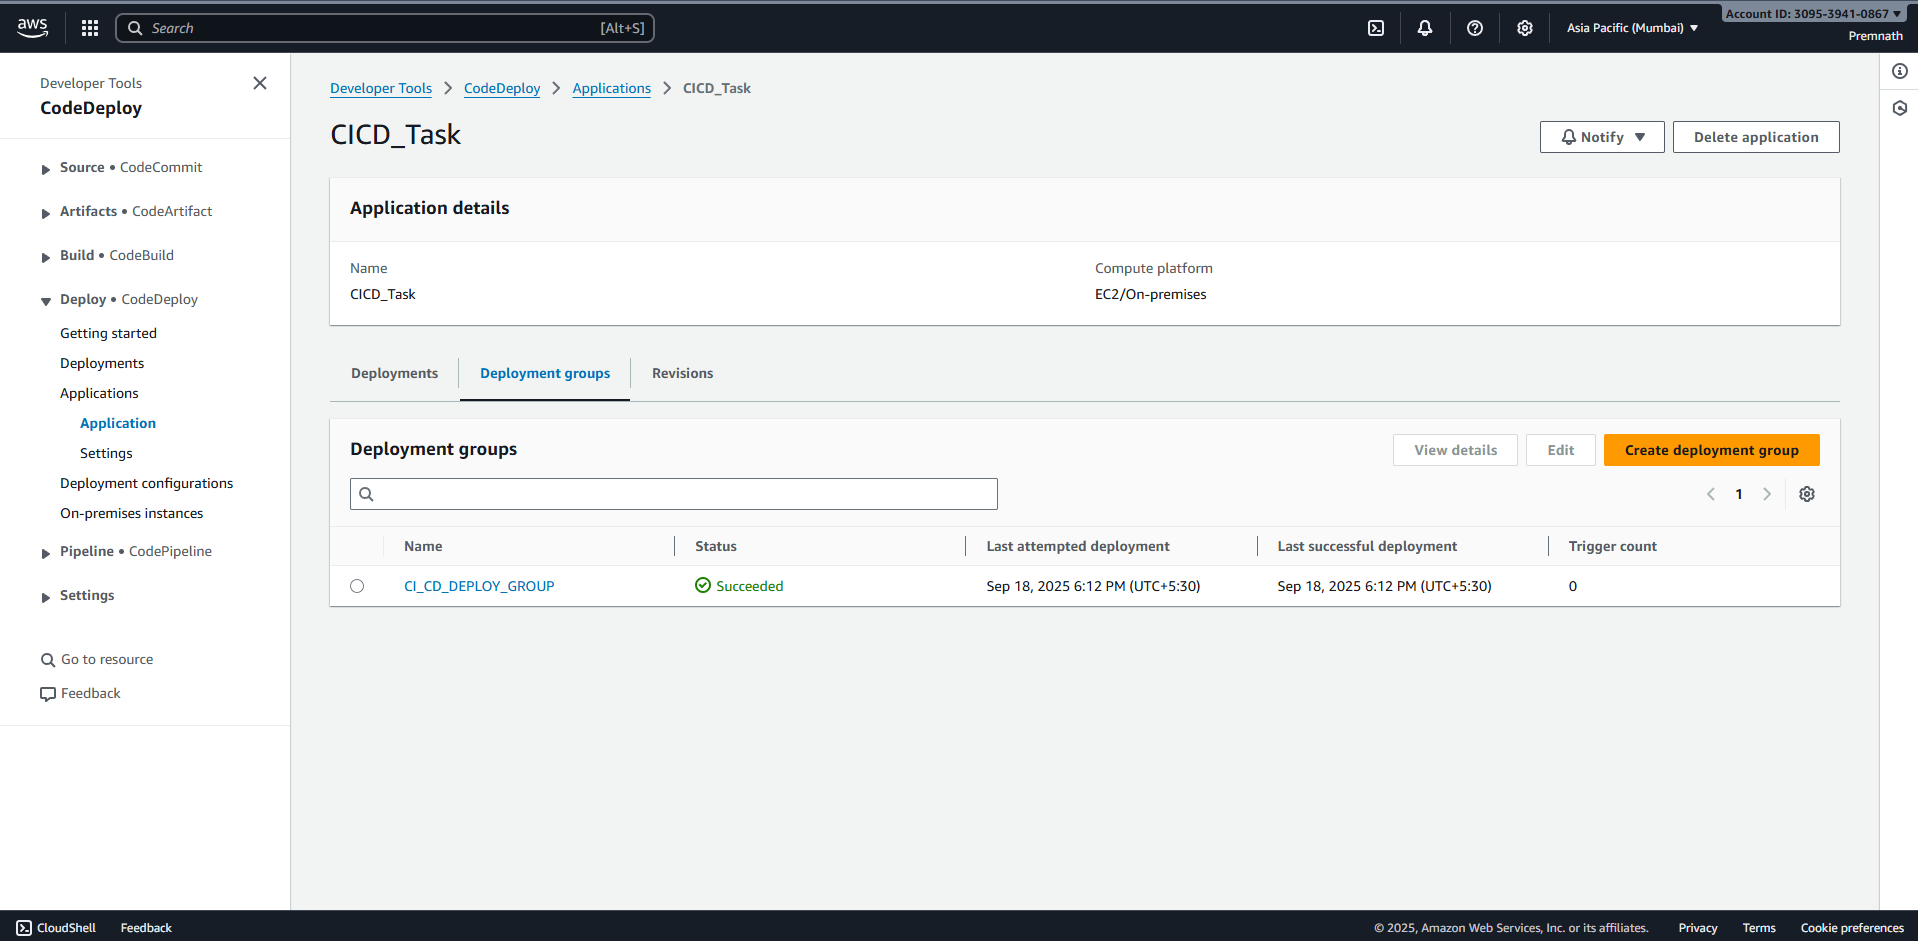 aws
Search [Alt+S]
Asia Pacific (Mumbai)
Account ID: 3095-3941-0867
Premnath
Developer Tools
CodeDeploy
Source • CodeCommit
Artifacts • CodeArtifact
Build • CodeBuild
Deploy • CodeDeploy
Getting started
Deployments
Applications
Application
Settings
Deployment configurations
On-premises instances
Pipeline • CodePipeline
Settings
Go to resource
Feedback
Developer Tools > CodeDeploy > Applications > CICD_Task
CICD_Task
Notify
Delete application
Application details
Name Compute platform
CICD_Task EC2/On-premises
Deployments Deployment groups Revisions
Deployment groups
View details Edit Create deployment group
1
Name Status Last attempted deployment Last successful deployment Trigger count
CI_CD_DEPLOY_GROUP Succeeded Sep 18, 2025 6:12 PM (UTC+5:30) Sep 18, 2025 6:12 PM (UTC+5:30) 0
CloudShell Feedback © 2025, Amazon Web Services, Inc. or its affiliates. Privacy Terms Cookie preferences